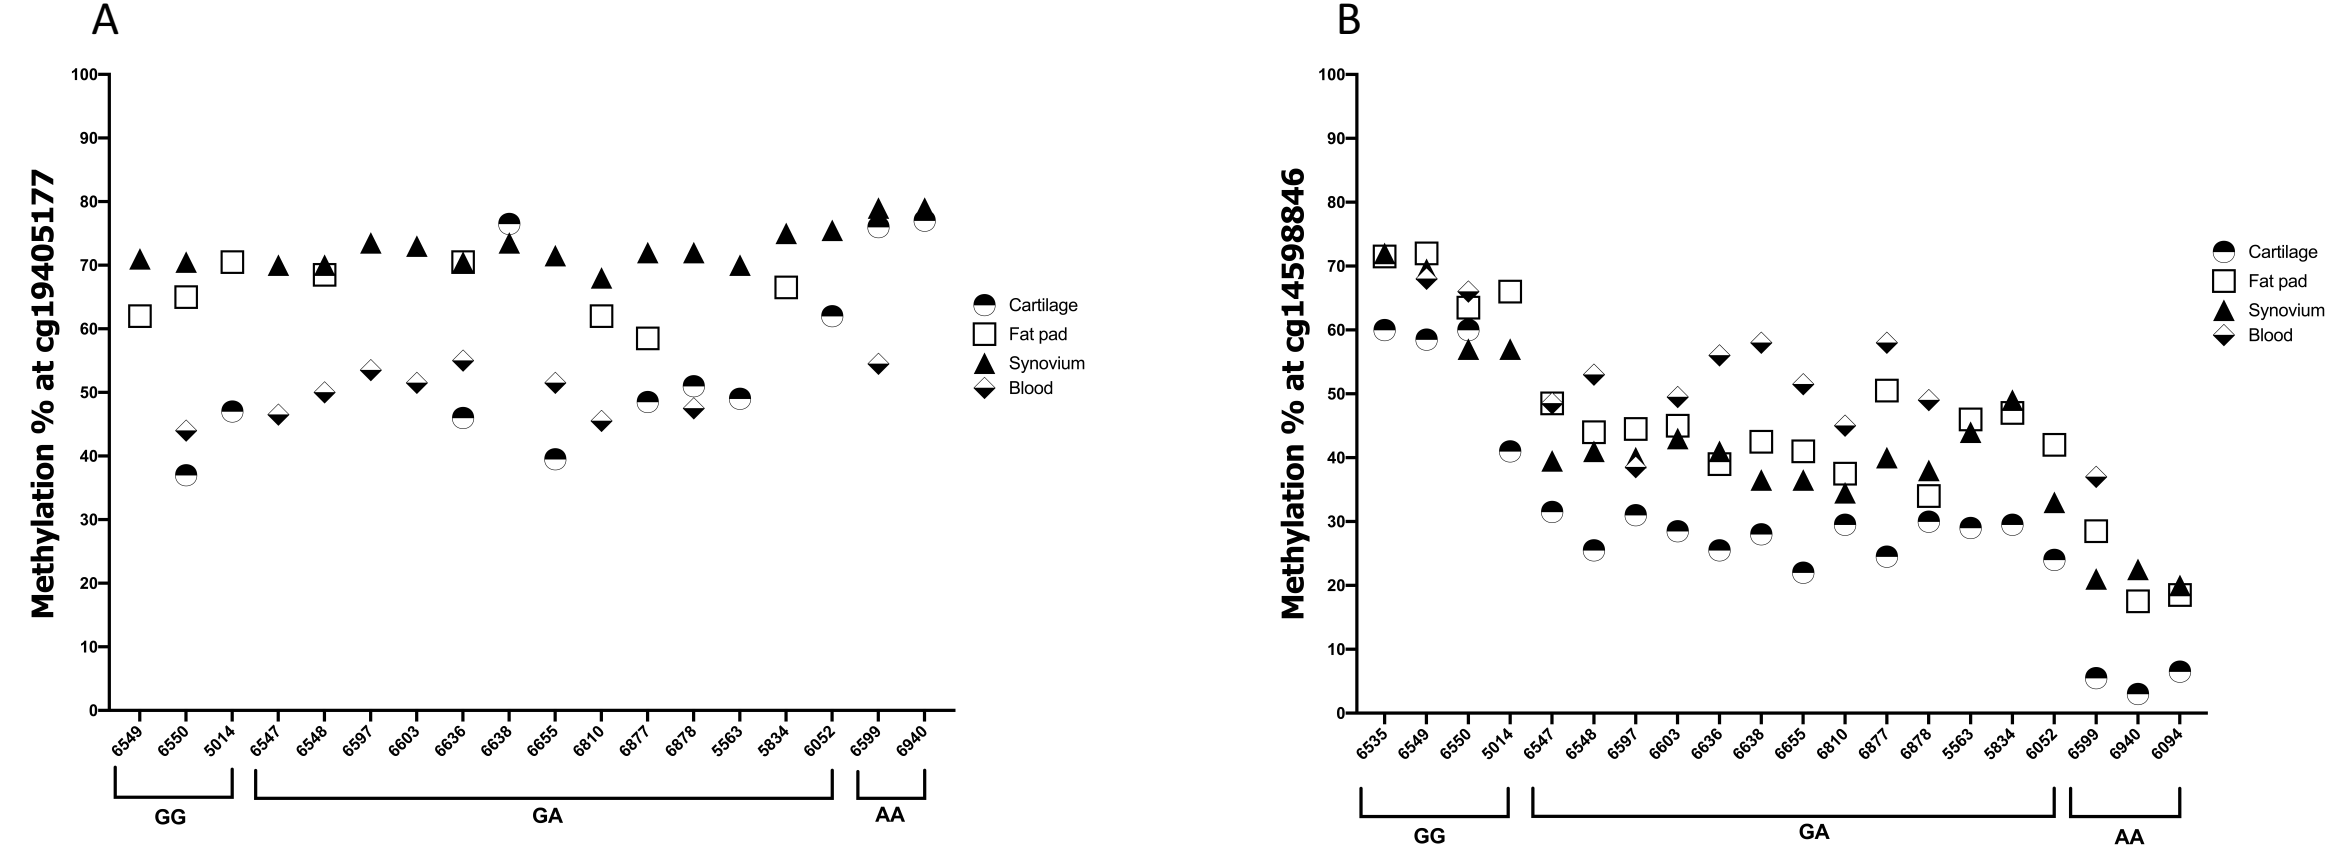 A
Methylation % at cg19405177
100
90
80
70
60
50
40
30
20
10
0
6549 6550 5014 6547 6548 6597 6603 6636 6638 6655 6810 6877 6878 5563 5834 6052 6599 6940
GG GA AA
Cartilage
Fat pad
Synovium
Blood
B
Methylation % at cg14598846
100
90
80
70
60
50
40
30
20
10
0
6535 6549 6550 5014 6547 6548 6597 6603 6636 6638 6655 6810 6877 6878 5563 5834 6052 6599 6940 6094
GG GA AA
Cartilage
Fat pad
Synovium
Blood